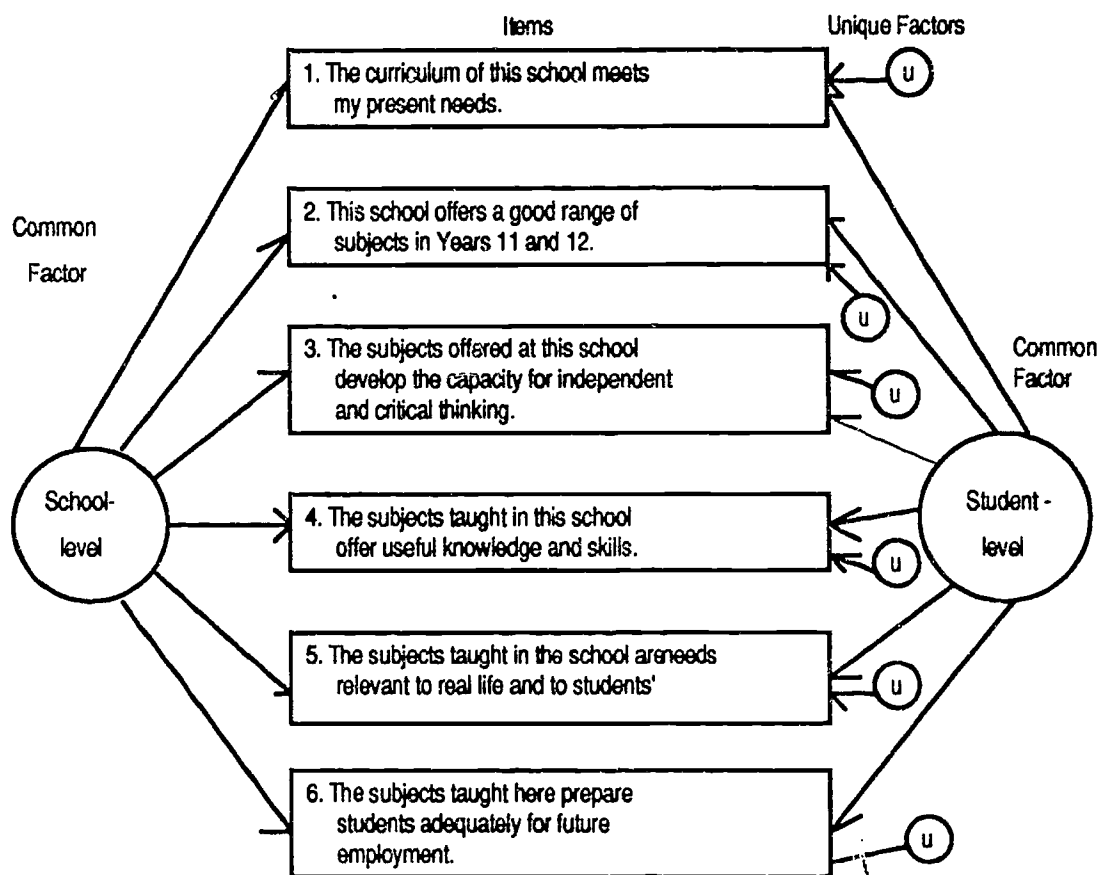 Items
Unique Factors
1. The curriculum of this school meets
my present needs.
u
2. This school offers a good range of
subjects in Years 11 and 12.
Common
Factor
u
3. The subjects offered at this school
develop the capacity for independent
and critical thinking.
u
Common
Factor
School-
level
4. The subjects taught in this school
offer useful knowledge and skills.
u
Student -
level
5. The subjects taught in the school areneeds
relevant to real life and to students'
u
6. The subjects taught here prepare
students adequately for future
employment.
u